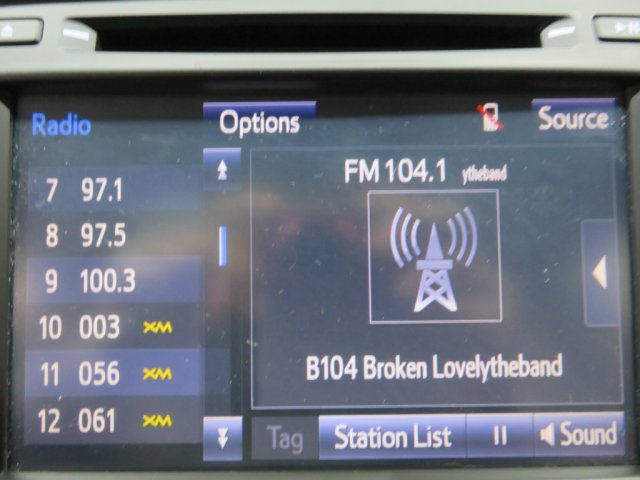 Radio
Options
Source
FM 104.1 ytheband
7 97.1
8 97.5
9 100.3
10 003 XM
11 056 XM
12 061 XM
B104 Broken Lovelytheband
Tag
Station List
Sound